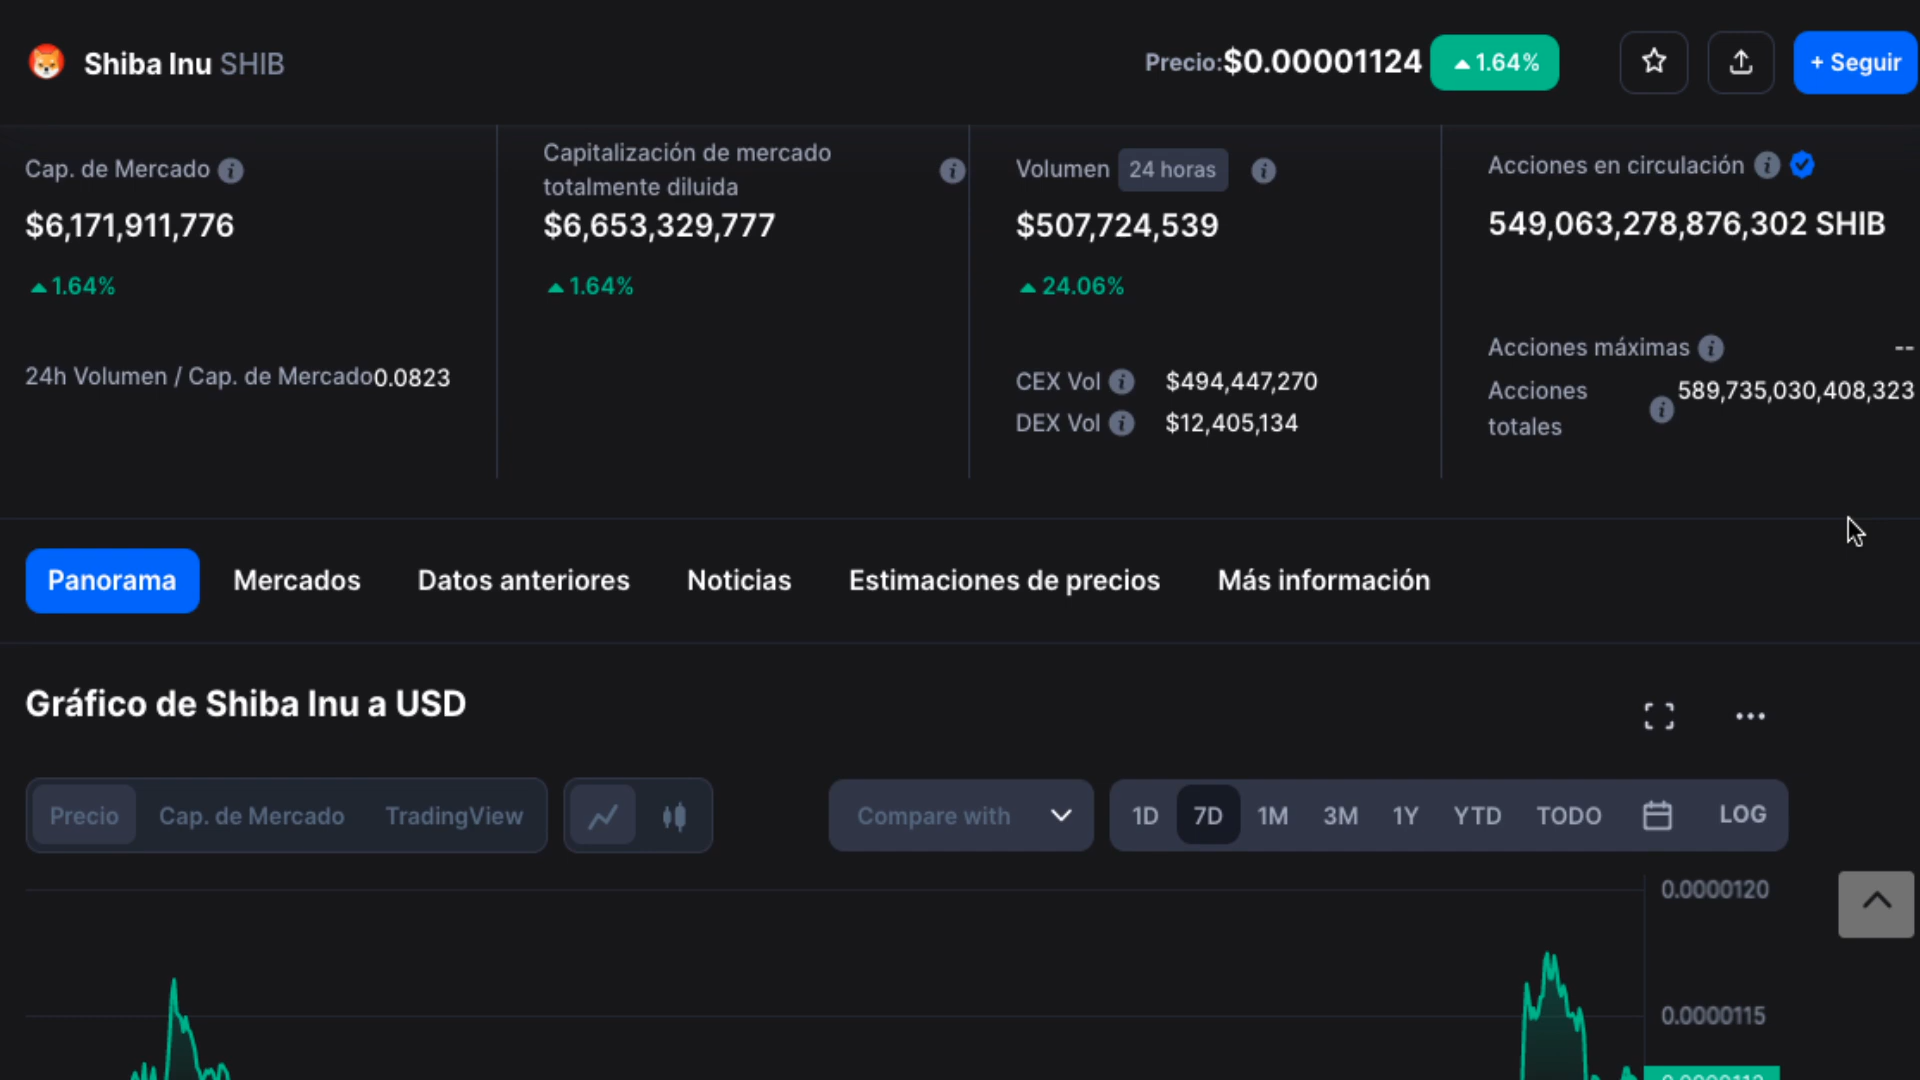 Shiba Inu SHIB
Precio:$0.00001124
1.64%
+ Seguir
Cap. de Mercado
$6,171,911,776
1.64%
24h Volumen / Cap. de Mercado 0.0823
Capitalización de mercado
totalmente diluida
$6,653,329,777
1.64%
Volumen 24 horas
$507,724,539
24.06%
CEX Vol $494,447,270
DEX Vol $12,405,134
Acciones en circulación
549,063,278,876,302 SHIB
Acciones máximas --
Acciones
totales
589,735,030,408,323
Panorama Mercados Datos anteriores Noticias Estimaciones de precios Más información
Gráfico de Shiba Inu a USD
Precio Cap. de Mercado TradingView
Compare with
1D 7D 1M 3M 1Y YTD TODO LOG
0.0000120
0.0000115